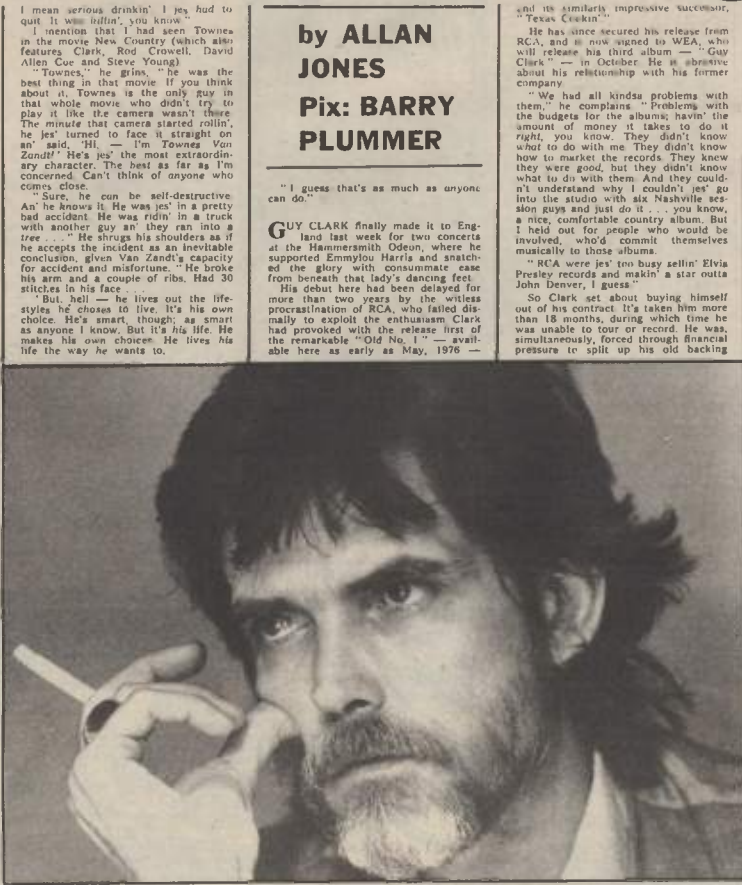 I mean serious drinkin' I jes had to
quit It was killin', you know "
I mention that I had seen Townes
in the movie New Country (which also
features Clark, Rod Crowell, David
Allen Coe and Steve Young)
" Townes," he grins, " he was the
best thing in that movie If you think
about it, Townes is the only guy in
that whole movie who didn't try to
play it like the camera wasn't there
The minute that camera started rollin',
he jes' turned to face it straight on
an' said, 'Hi, — I'm Townes Van
Zandt!' He's jes' the most extraordin-
ary character. The best as far as I'm
concerned Can't think of anyone who
comes close.
" Sure, he can be self-destructive
An' he knows it He was jes' in a pretty
bad accident He was ridin' in a truck
with another guy an' they ran into a
tree . . . " He shrugs his shoulders as if
he accepts the incident as an inevitable
conclusion, given Van Zandt's capacity
for accident and misfortune. " He broke
his arm and a couple of ribs. Had 30
stitches in his face . . .
' But, hell — he lives out the life-
styles he choses to live. It's his own
choice. He's smart, though; as smart
as anyone I know. But it's his life. He
makes his own choices He lives his
life the way he wants to.
by ALLAN
JONES
Pix: BARRY
PLUMMER
" I guess that's as much as anyone
can do."
GUY CLARK finally made it to Eng-
land last week for two concerts
at the Hammersmith Odeon, where he
supported Emmylou Harris and snatch-
ed the glory with consummate ease
from beneath that lady's dancing feet
His debut here had been delayed for
more than two years by the witless
procrastination of RCA, who failed dis-
mally to exploit the enthusiasm Clark
had provoked with the release first of
the remarkable "Old No. 1" — avail-
able here as early as May, 1976 —
and its similarly impressive successor,
" Texas Cookin' "
He has since secured his release from
RCA, and is now signed to WEA, who
will release his third album — " Guy
Clark " — in October He is abrasive
about his relationship with his former
company
" We had all kindsa problems with
them," he complains " Problems with
the budgets for the albums; havin' the
amount of money it takes to do it
right, you know. They didn't know
what to do with me They didn't know
how to market the records. They knew
they were good, but they didn't know
what to do with them And they could-
n't understand why I couldn't jes' go
into the studio with six Nashville ses-
sion guys and just do it . . . you know,
a nice, comfortable country album. But
I held out for people who would be
involved, who'd commit themselves
musically to those albums.
" RCA were jes' too busy sellin' Elvis
Presley records and makin' a star outta
John Denver, I guess "
So Clark set about buying himself
out of his contract It's taken him more
than 18 months, during which time he
was unable to tour or record. He was,
simultaneously, forced through financial
pressure to split up his old backing